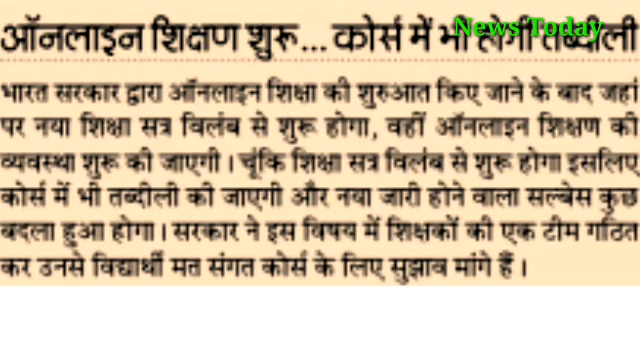 News Today
ऑनलाइन शिक्षण शुरू... कोर्स में भी होगी तब्दीली
भारत सरकार द्वारा ऑनलाइन शिक्षा की शुरुआत किए जाने के बाद जहां
पर नया शिक्षा सत्र विलंब से शुरू होगा, वहीं ऑनलाइन शिक्षण की
व्यवस्था शुरू की जाएगी। चूंकि शिक्षा सत्र विलंब से शुरू होगा इसलिए
कोर्स में भी तब्दीली की जाएगी और नया जारी होने वाला सल्बेस कुछ
बदला हुआ होगा। सरकार ने इस विषय में शिक्षकों की एक टीम गठित
कर उनसे विद्यार्थी मत संगत कोर्स के लिए सुझाव मांगे हैं।